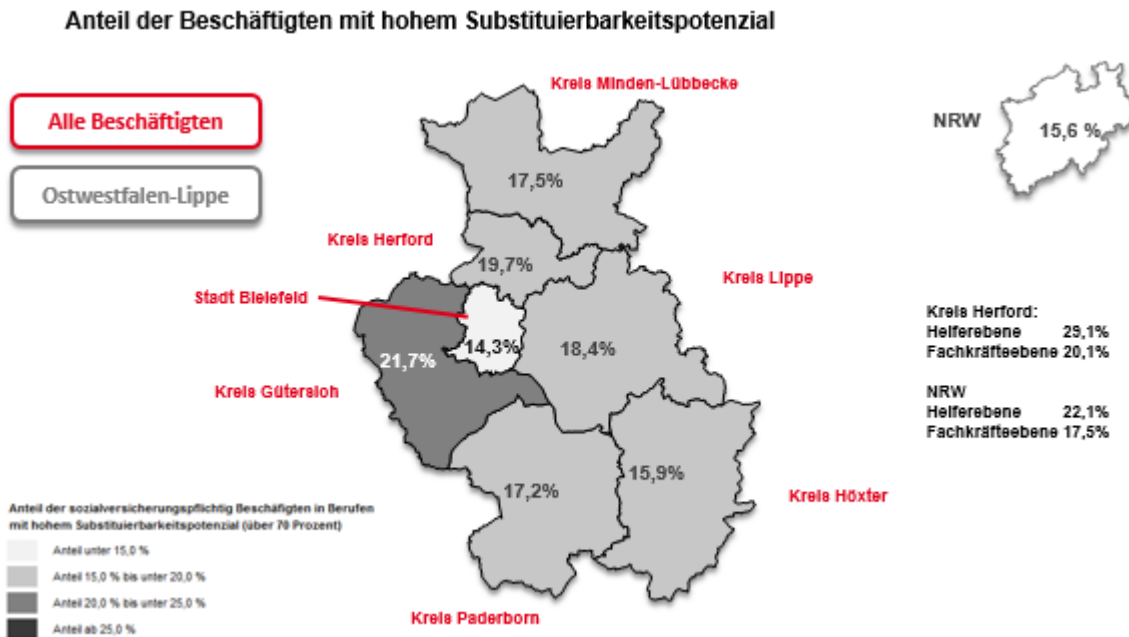 Anteil der Beschäftigten mit hohem Substituierbarkeitspotenzial
Alle Beschäftigten
Ostwestfalen-Lippe
Kreis Minden-Lübbecke
17,5%
NRW
15,6 %
Kreis Herford
19,7%
Kreis Lippe
Stadt Bielefeld
14,3%
18,4%
21,7%
Kreis Gütersloh
Kreis Herford:
Helferebene 29,1%
Fachkräfteebene 20,1%
NRW
Helferebene 22,1%
Fachkräfteebene 17,5%
15,9%
17,2%
Kreis Höxter
Kreis Paderborn
Anteil der sozialversicherungspflichtig Beschäftigten in Berufen
mit hohem Substituierbarkeitspotenzial (über 70 Prozent)
Anteil unter 15,0 %
Anteil 15,0 % bis unter 20,0 %
Anteil 20,0 % bis unter 25,0 %
Anteil ab 25,0 %